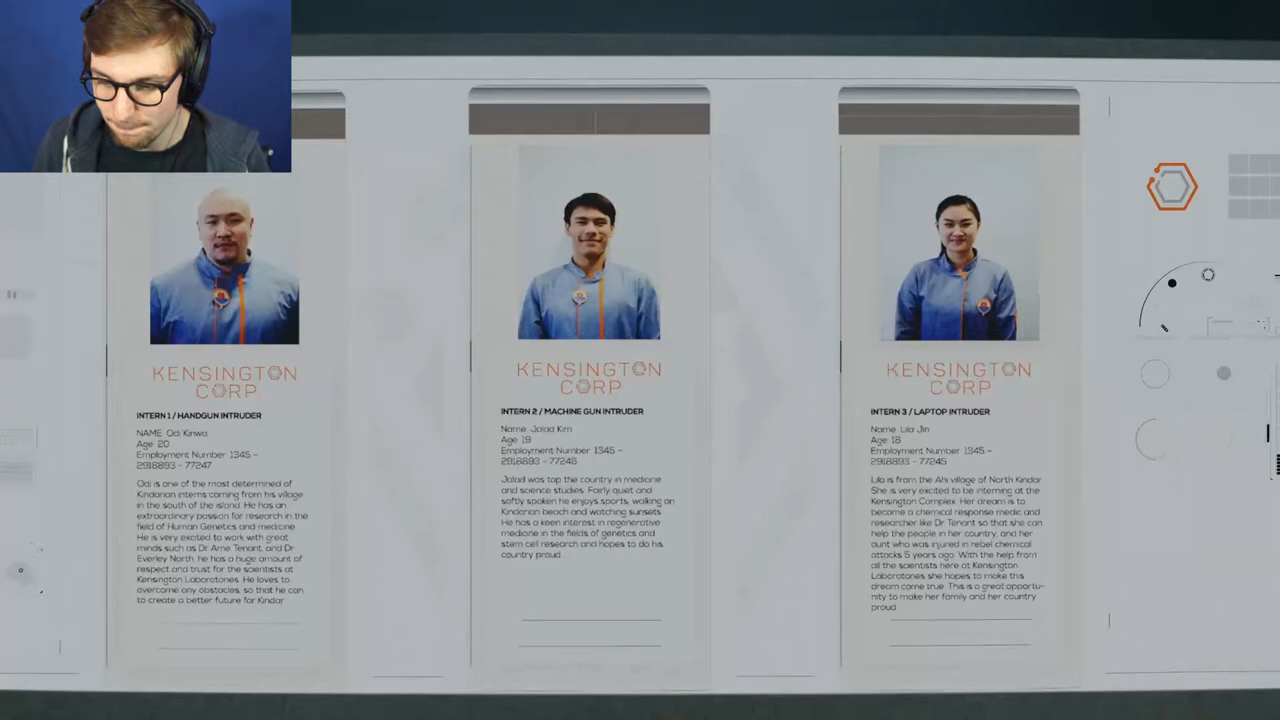 KENSINGTON
CORP
INTERN 1 / HANDGUN INTRUDER
NAME Odi Kinwa
Age 20
Employment Number 1345 -
2916893 - 77247
Odi is one of the most determined of
Kindarian interns coming from his village
in the south of the island. He has an
extraordinary passion for research in the
field of Human Genetics and medicine
He is very excited to work with great
minds such as Dr Arne Tenant, and Dr
Everley North, he has a huge amount of
respect and trust for the scientists at
Kensington Laboratories. He loves to
overcome any obstacles, so that he can
to create a better future for Kindar
KENSINGTON
CORP
INTERN 2 / MACHINE GUN INTRUDER
Name: Jalad Kim
Age 19
Employment Number 1345 -
2916893 - 77246
Jalad was top the country in medicine
and science studies. Fairly quiet and
softly spoken he enjoys sports, walking on
Kindarian beach and watching sunsets
He has a keen interest in regenerative
medicine in the fields of genetics and
stem cell research and hopes to do his
country proud
KENSINGTON
CORP
INTERN 3 / LAPTOP INTRUDER
Name: Lila Jin
Age: 18
Employment Number 1345 -
2916893 - 77245
Lila is from the Ahi village of North Kindar
She is very excited to be interning at the
Kensington Complex. Her dream is to
become a chemical response medic and
researcher like Dr Tenant so that she can
help the people in her country, and her
aunt who was injured in rebel chemical
attacks 5 years ago. With the help from
all the scientists here at Kensington
Laboratories she hopes to make this
dream come true. This is a great opportu-
nity to make her family and her country
proud